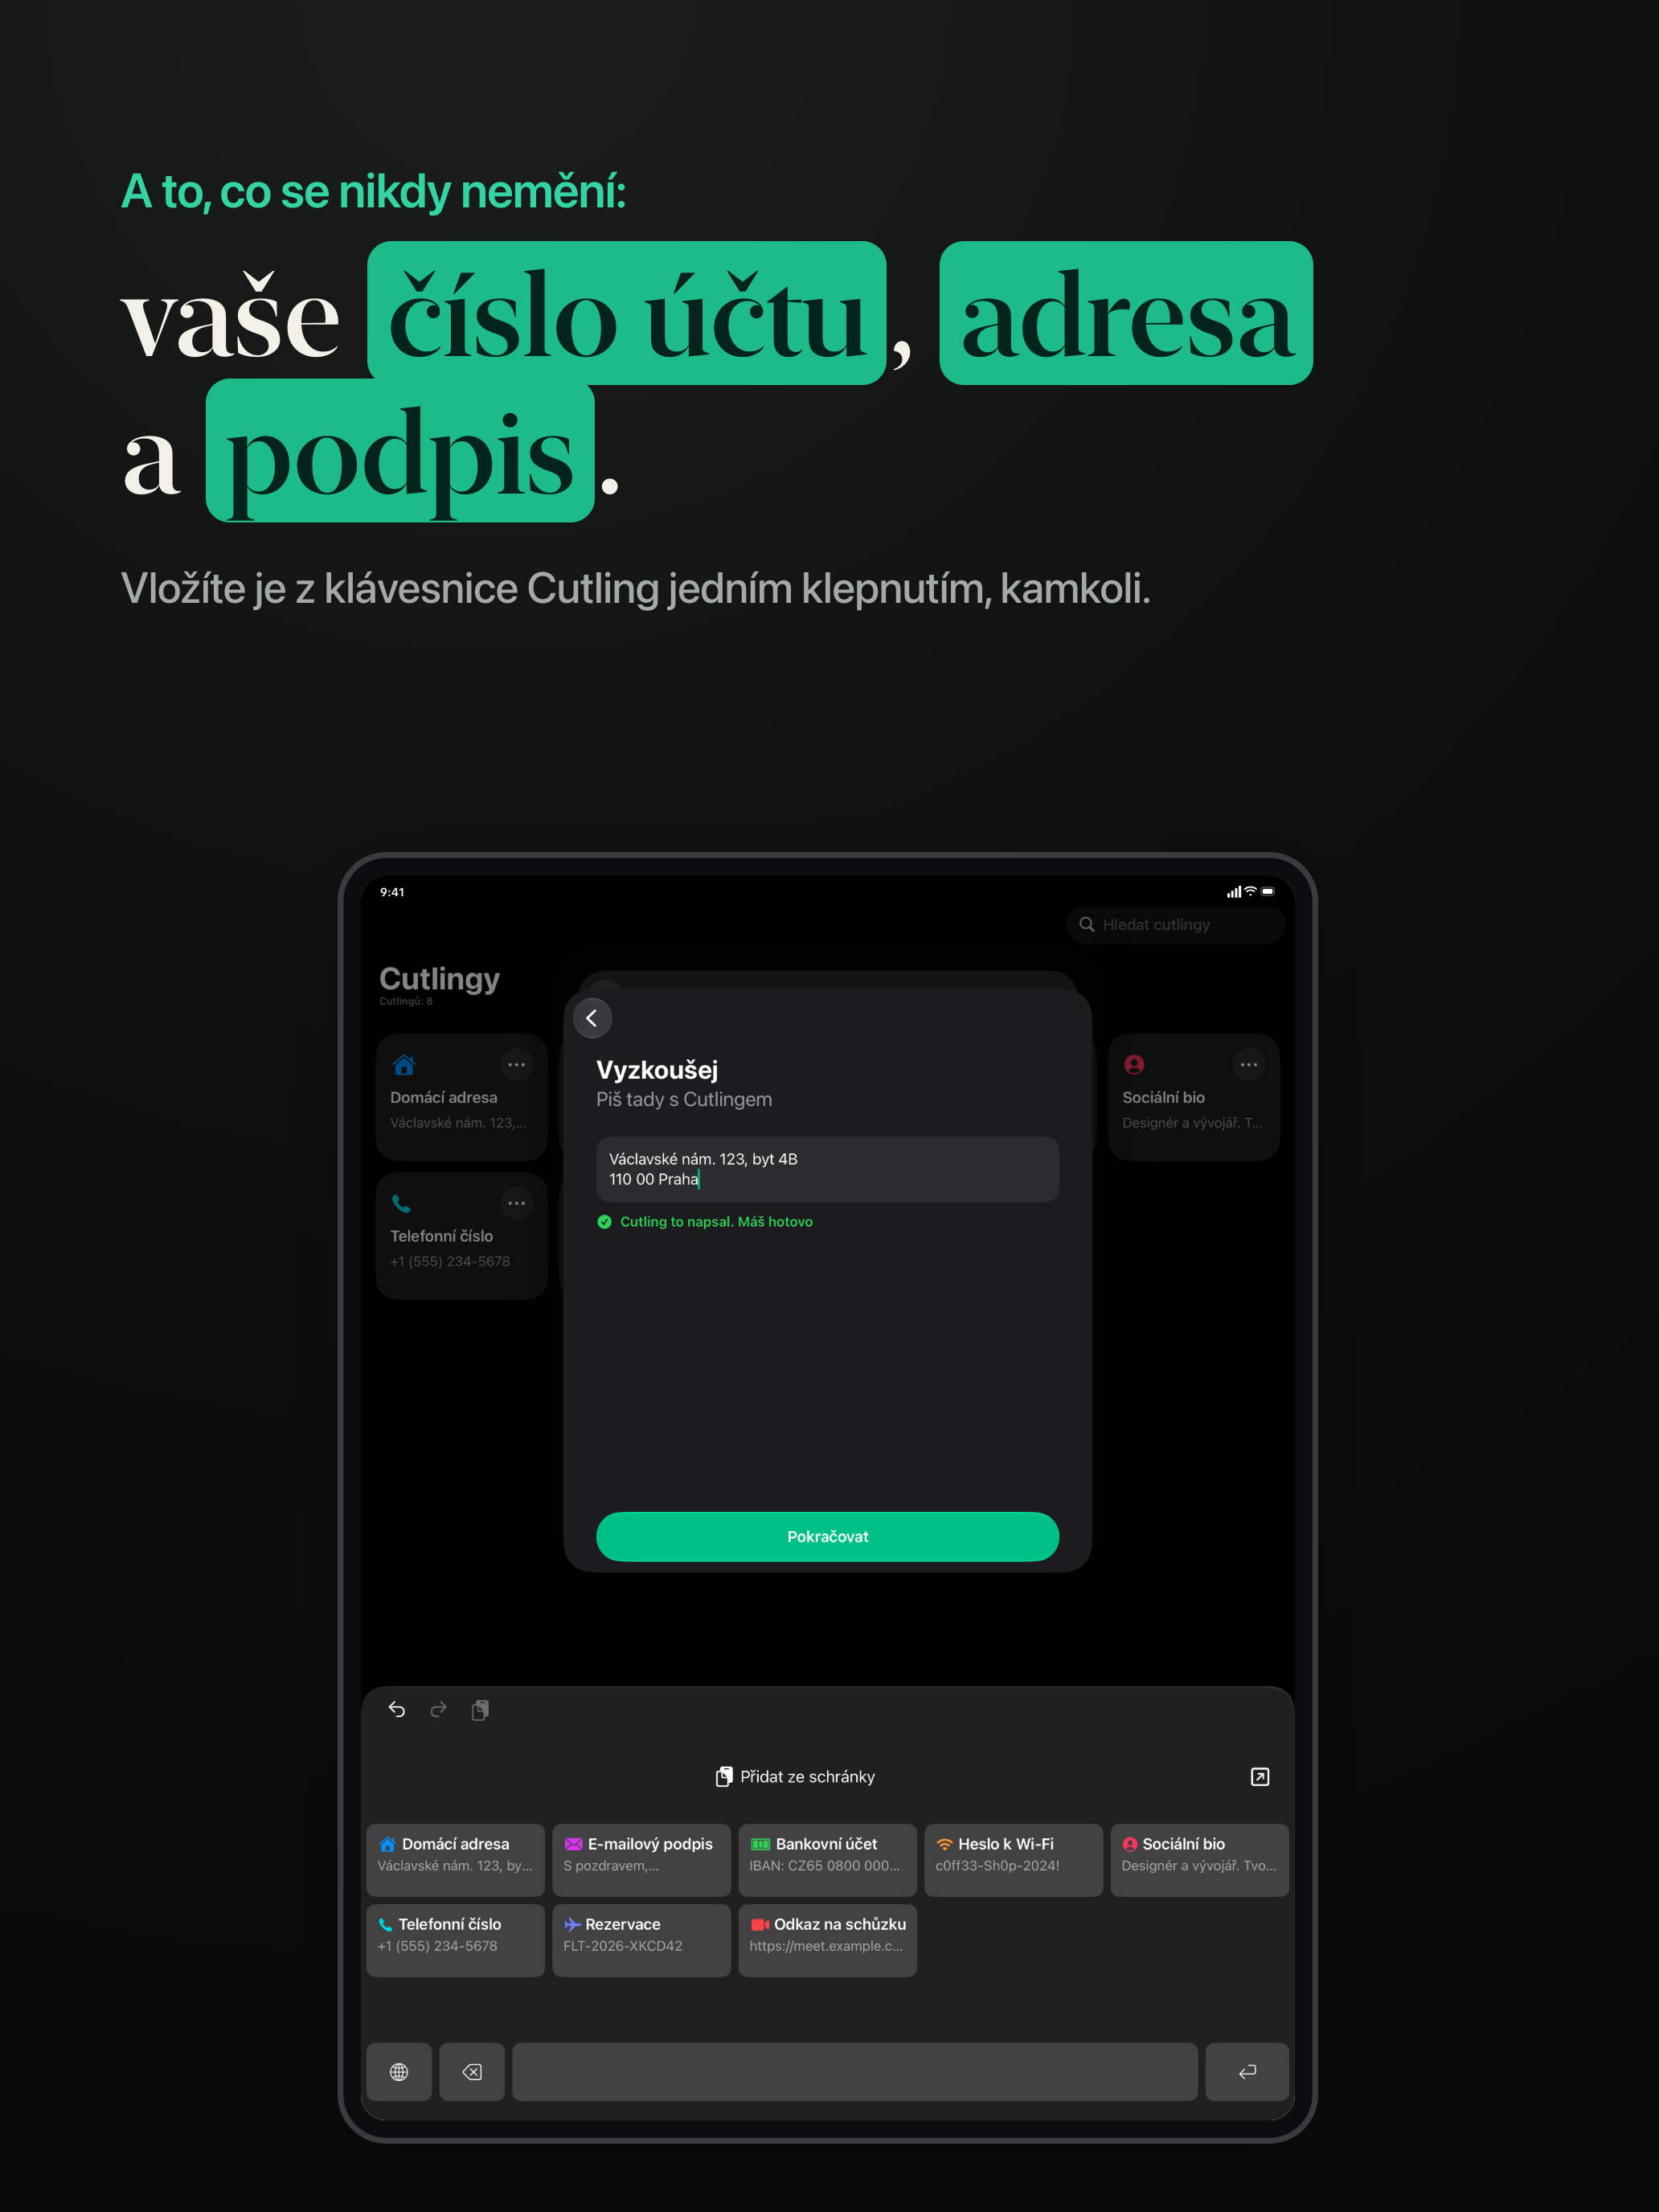 A to, co se nikdy nemění:
vaše číslo účtu, adresa
a podpis.
Vložíte je z klávesnice Cutling jedním klepnutím, kamkoli.
9:41
Hledat cutlingy
Cutlingy
Cutlingů: 8
Domácí adresa
Václavské nám. 123,...
Sociální bio
Designér a vývojář. T...
Telefonní číslo
+1 (555) 234-5678
Vyzkoušej
Piš tady s Cutlingem
Václavské nám. 123, byt 4B
110 00 Praha
Cutling to napsal. Máš hotovo
Pokračovat
Přidat ze schránky
Domácí adresa
Václavské nám. 123, by...
E-mailový podpis
S pozdravem,...
Bankovní účet
IBAN: CZ65 0800 000...
Heslo k Wi-Fi
c0ff33-Sh0p-2024!
Sociální bio
Designér a vývojář. Tvo...
Telefonní číslo
+1 (555) 234-5678
Rezervace
FLT-2026-XKCD42
Odkaz na schůzku
https://meet.example.c...